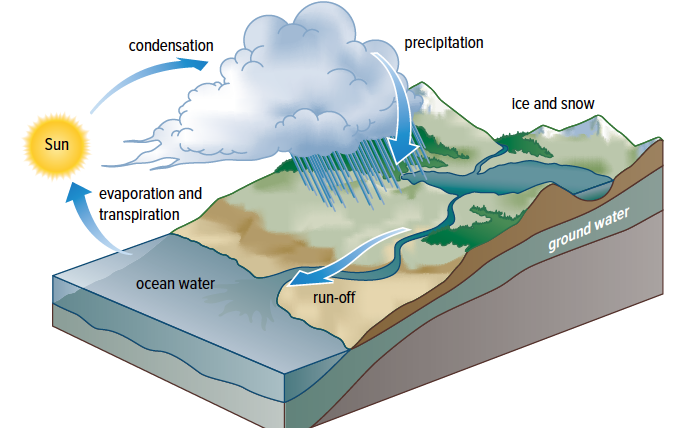 condensation
precipitation
Ice and snow
Sun
evaporation and
transpiration
ground water
ocean water
run-off